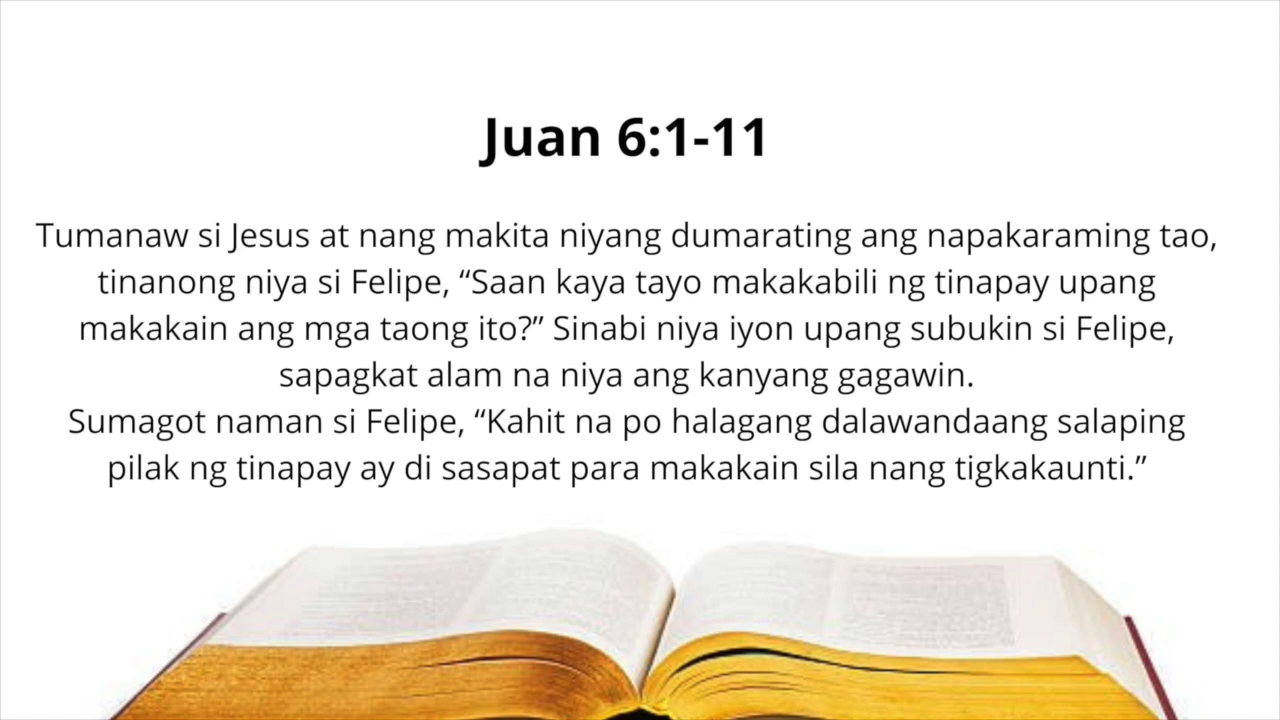 Juan 6:1-11
Tumanaw si Jesus at nang makita niyang dumarating ang napakaraming tao,
tinanong niya si Felipe, “Saan kaya tayo makakabili ng tinapay upang
makakain ang mga taong ito?” Sinabi niya iyon upang subukin si Felipe,
sapagkat alam na niya ang kanyang gagawin.
Sumagot naman si Felipe, “Kahit na po halagang dalawandaang salaping
pilak ng tinapay ay di sasapat para makakain sila nang tigkakaunti.”